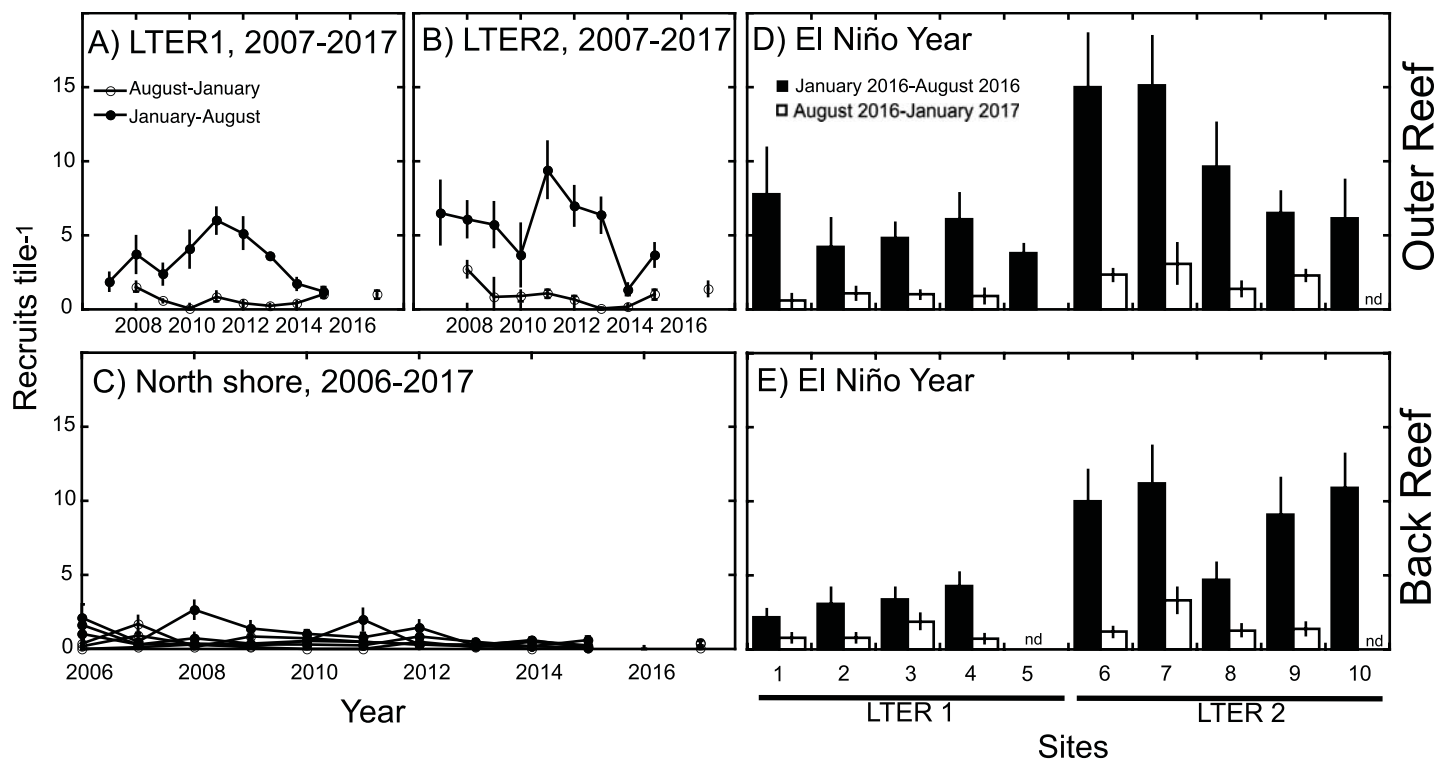 A) LTER1, 2007-2017
August-January
January-August
B) LTER2, 2007-2017
D) El Niño Year
January 2016-August 2016
August 2016-January 2017
nd
Outer Reef
15
10
5
0
2008 2010 2012 2014 2016
2008 2010 2012 2014 2016
Recruits tile-1
C) North shore, 2006-2017
15
10
5
0
2006 2008 2010 2012 2014 2016
Year
E) El Niño Year
nd
nd
Back Reef
1 2 3 4 5 6 7 8 9 10
LTER 1 LTER 2
Sites